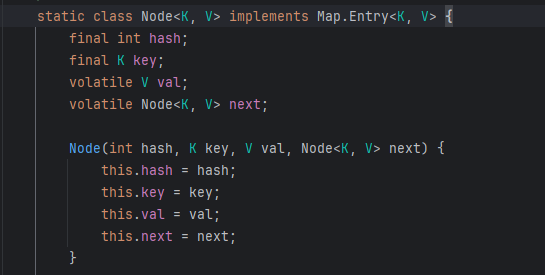 static class Node<K, V> implements Map.Entry<K, V> {
final int hash;
final K key;
volatile V val;
volatile Node<K, V> next;
Node(int hash, K key, V val, Node<K, V> next) {
this.hash = hash;
this.key = key;
this.val = val;
this.next = next;
}